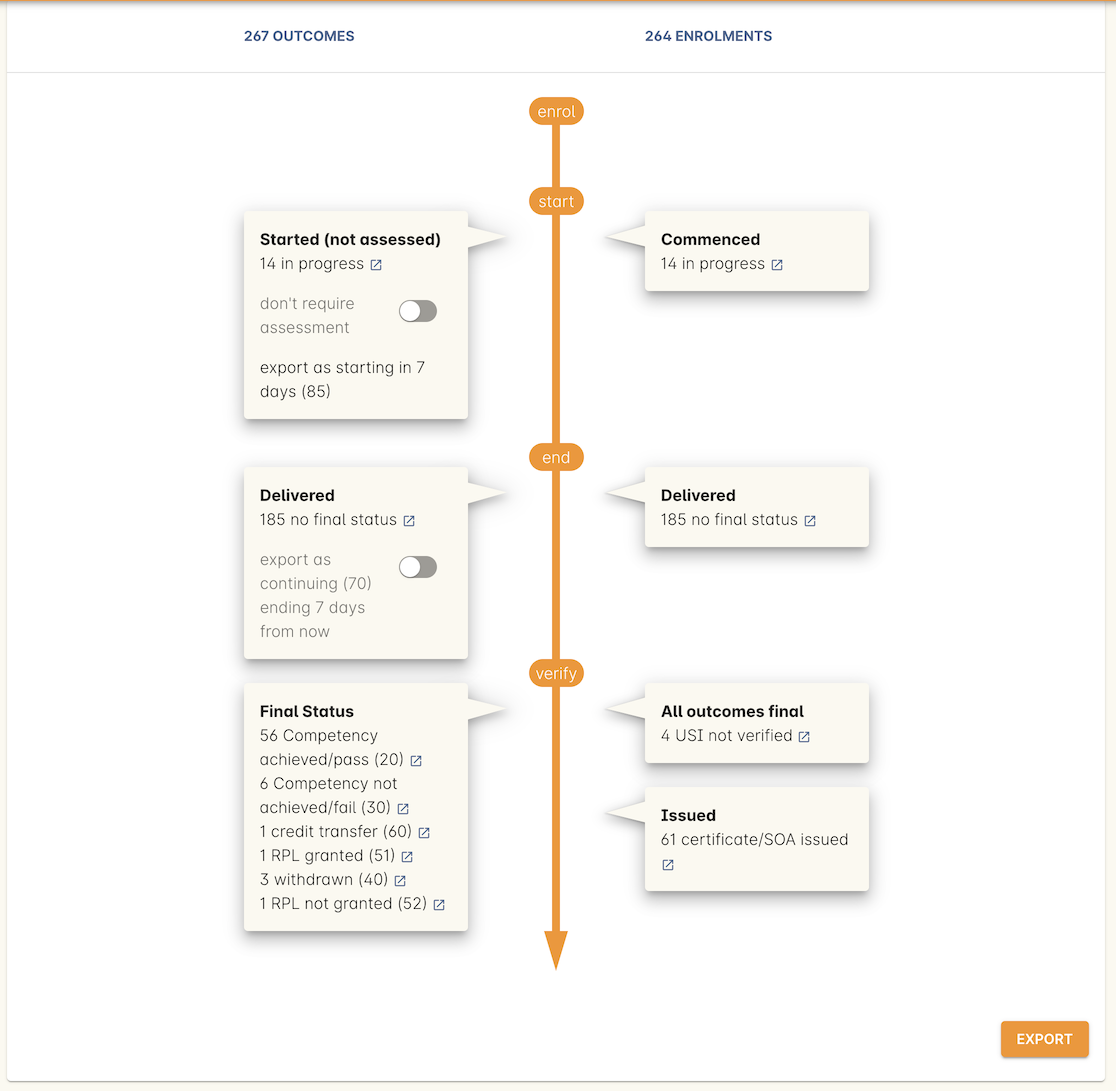 267 OUTCOMES
264 ENROLMENTS
enrol
start
Started (not assessed)
14 in progress
don't require
assessment
export as starting in 7
days (85)
Commenced
14 in progress
end
Delivered
185 no final status
export as
continuing (70)
ending 7 days
from now
Delivered
185 no final status
verify
Final Status
56 Competency
achieved/pass (20)
6 Competency not
achieved/fail (30)
1 credit transfer (60)
1 RPL granted (51)
3 withdrawn (40)
1 RPL not granted (52)
All outcomes final
4 USI not verified
Issued
61 certificate/SOA issued
EXPORT